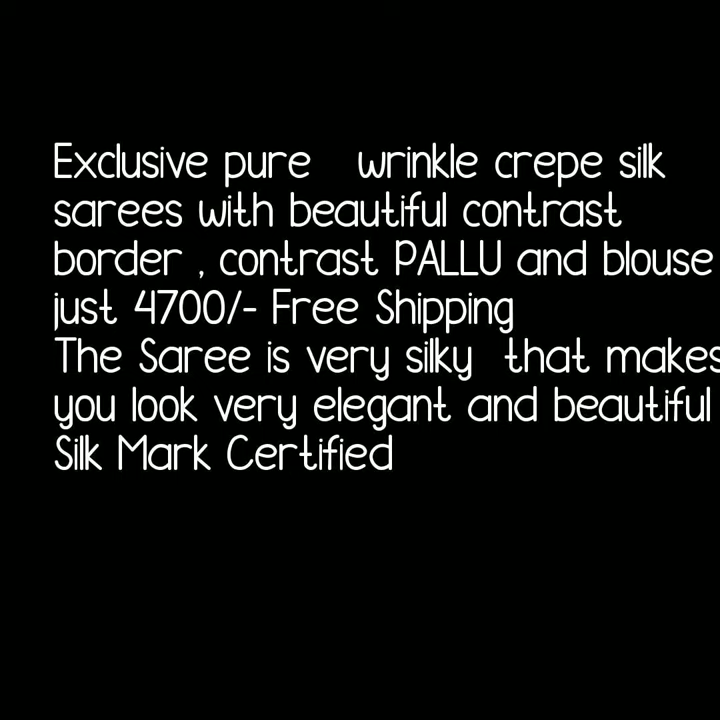 Exclusive pure wrinkle crepe silk
sarees with beautiful contrast
border , contrast PALLU and blouse
just 4700/- Free Shipping
The Saree is very silky that makes
you look very elegant and beautiful
Silk Mark Certified